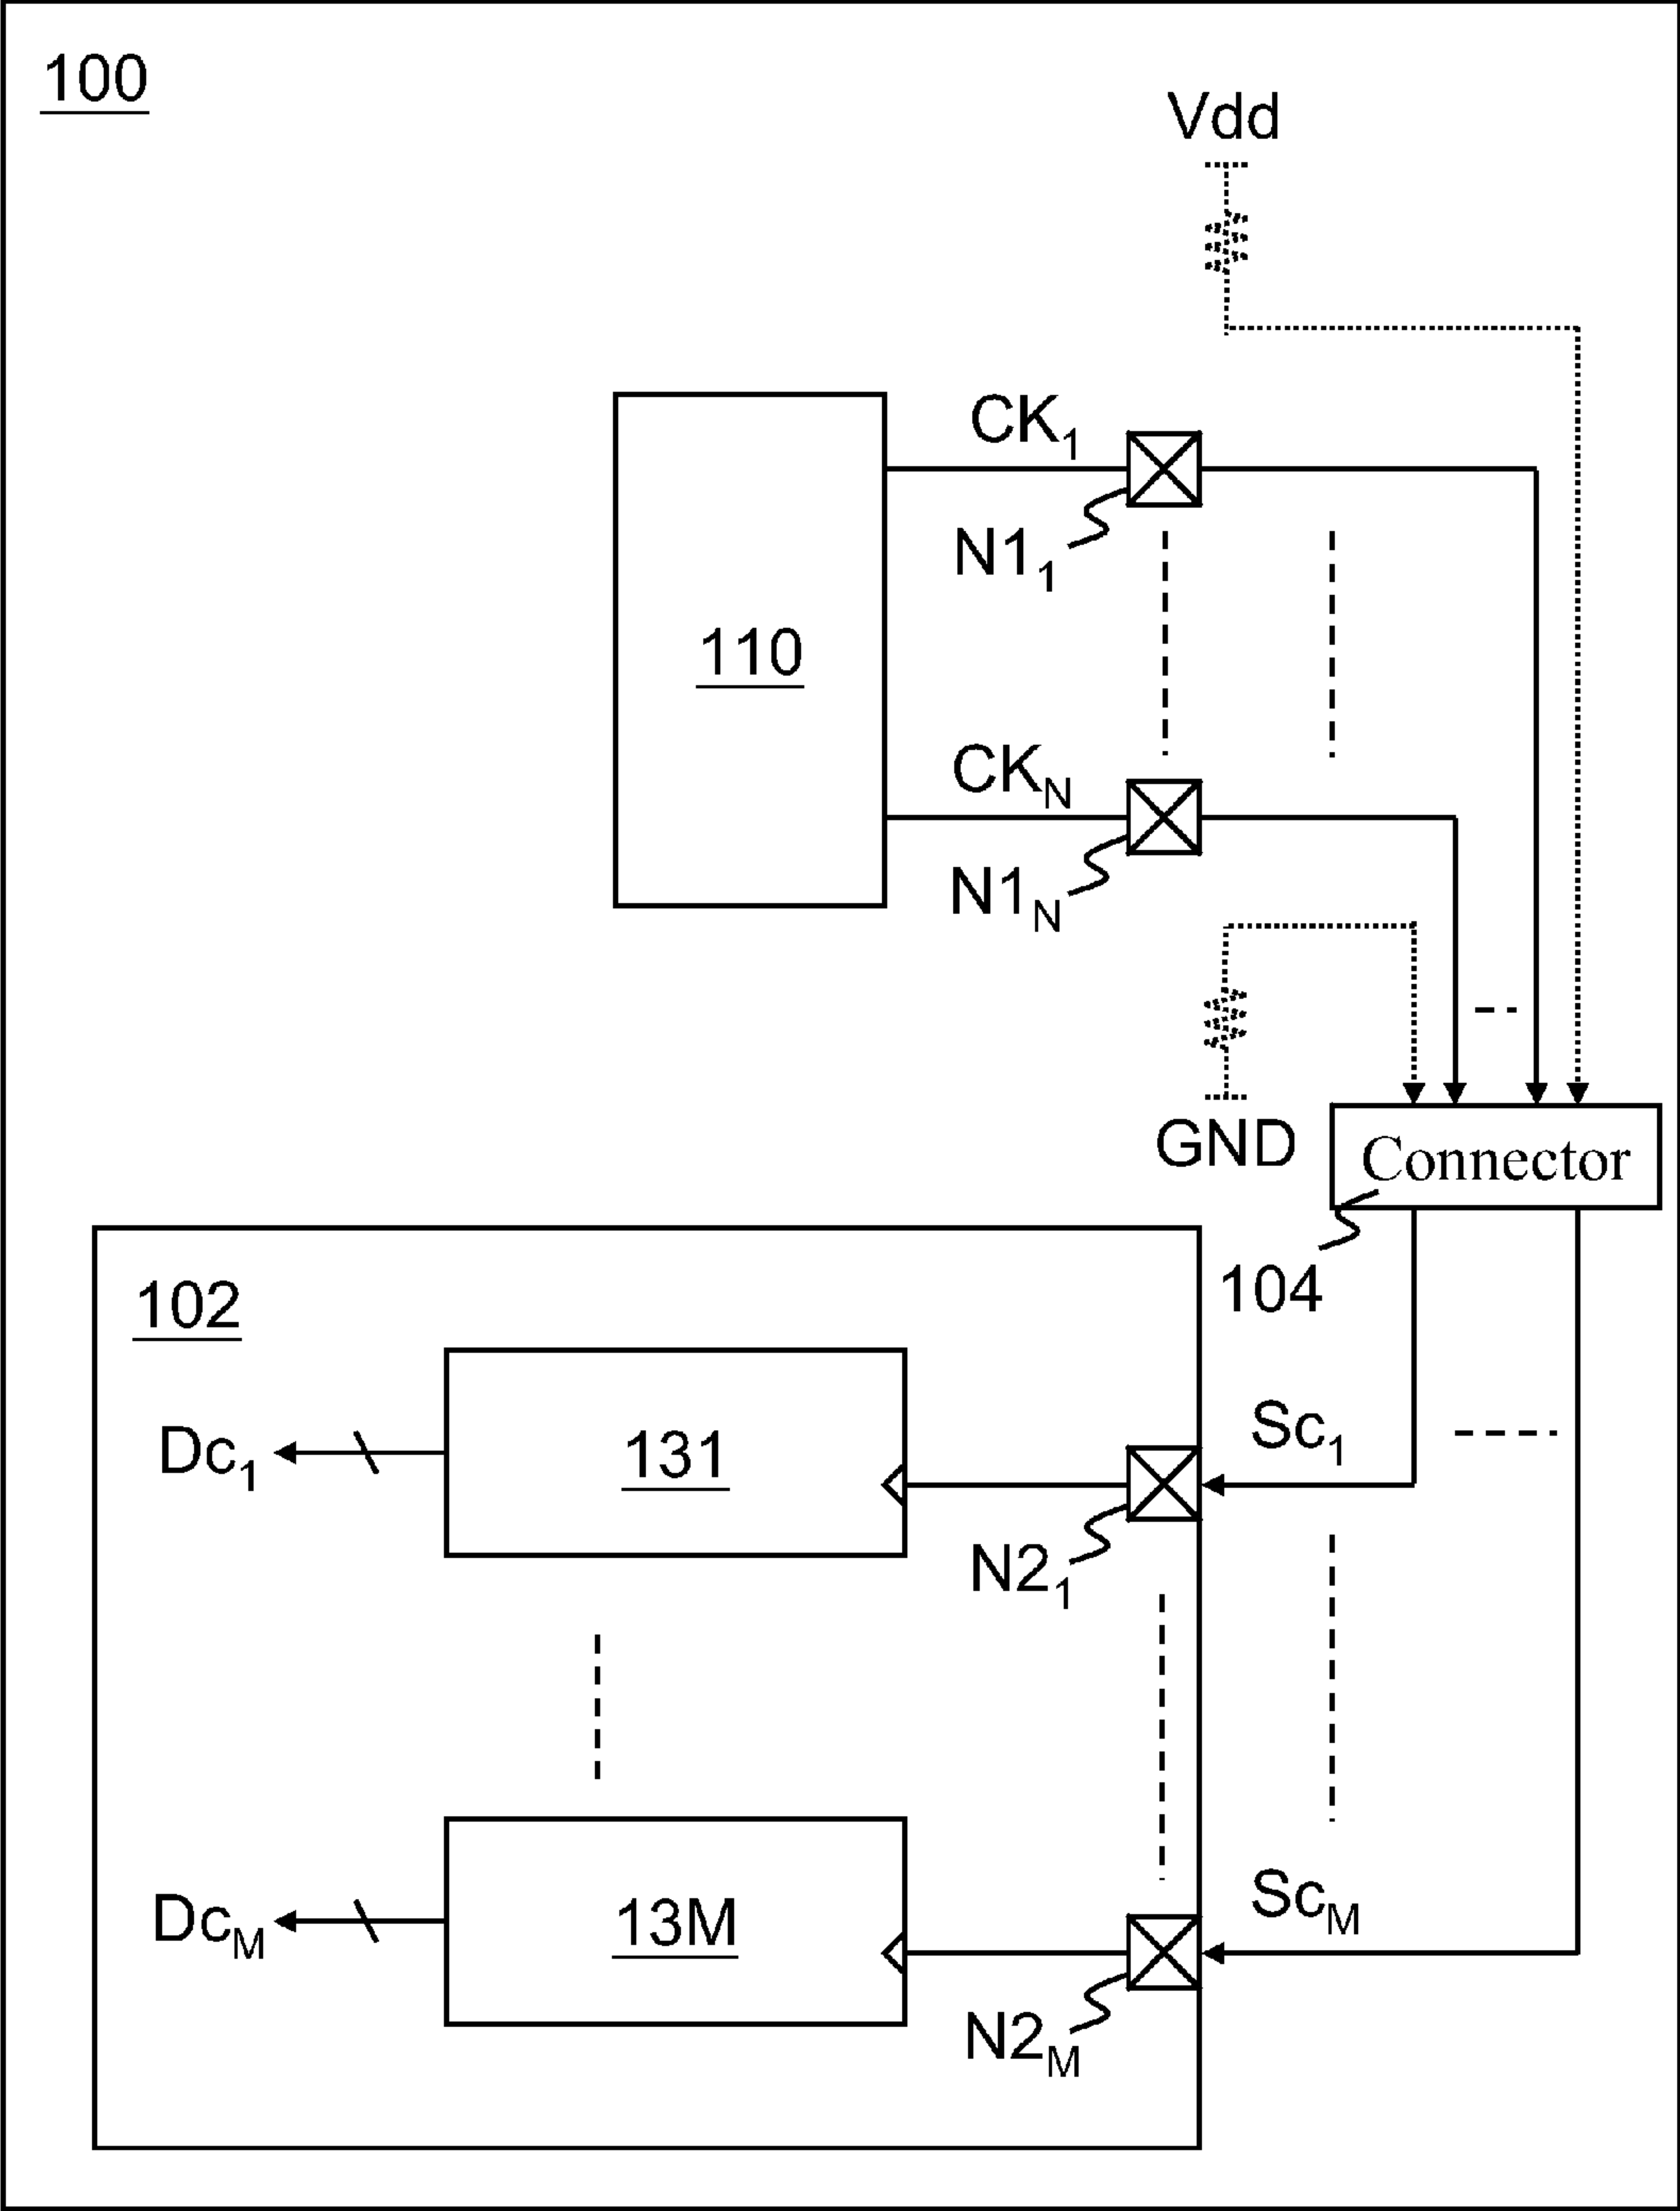 100
Vdd
CK₁
N1₁
110
CKN
N1N
GND
Connector
104
102
Dc₁
131
Sc₁
N2₁
DcM
13M
ScM
N2M